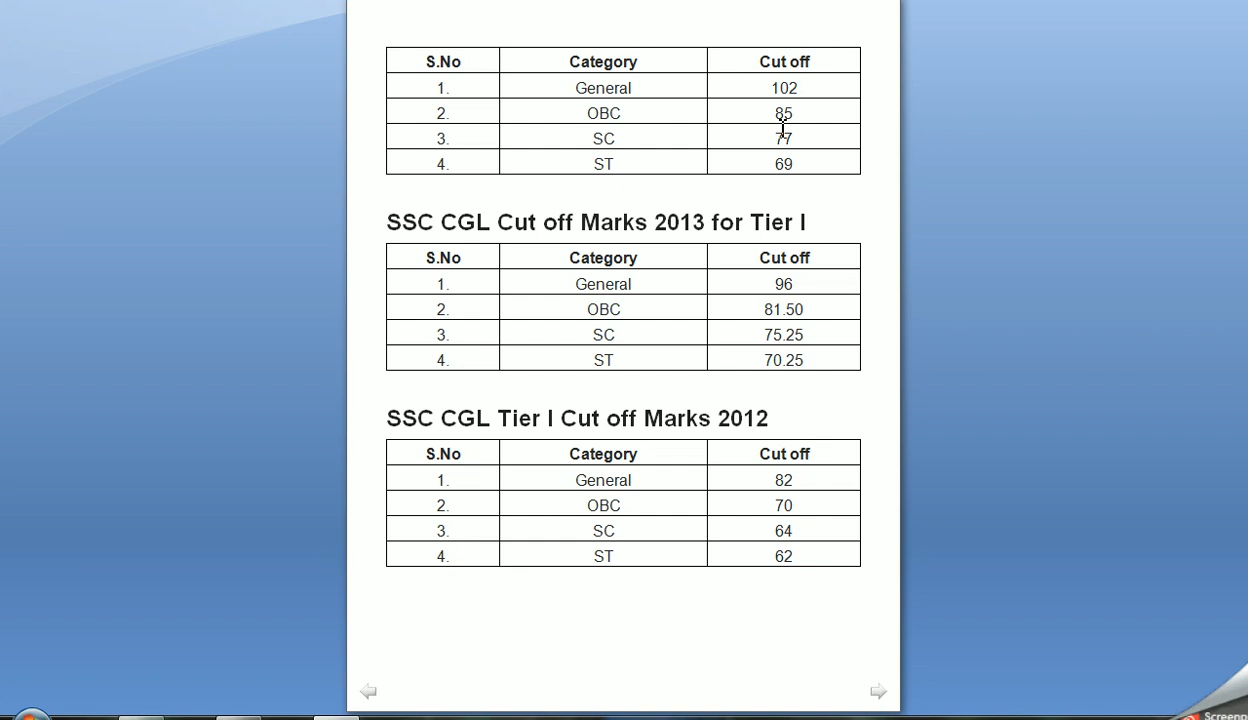 S.No Category Cut off
1. General 102
2. OBC 85
3. SC 77
4. ST 69
SSC CGL Cut off Marks 2013 for Tier I
S.No Category Cut off
1. General 96
2. OBC 81.50
3. SC 75.25
4. ST 70.25
SSC CGL Tier I Cut off Marks 2012
S.No Category Cut off
1. General 82
2. OBC 70
3. SC 64
4. ST 62